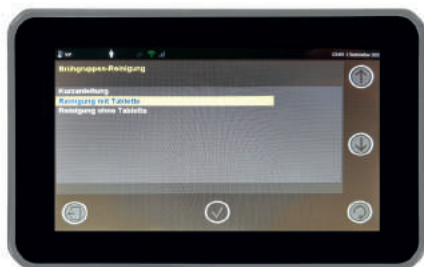 Brühgruppen-Reinigung
Kurzanleitung
Reinigung mit Tablette
Reinigung ohne Tablette